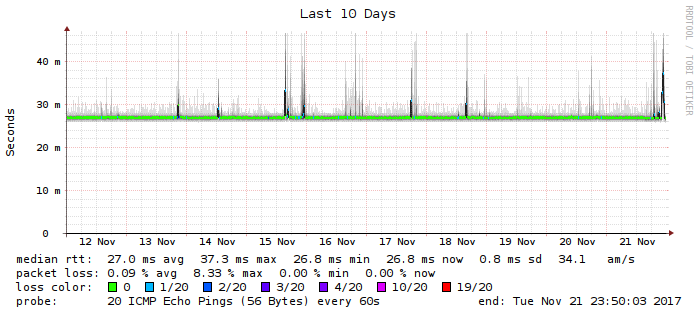 Last 10 Days
RRDTOOL / TOBI OETIKER
Seconds
40 m
30 m
20 m
10 m
0
12 Nov 13 Nov 14 Nov 15 Nov 16 Nov 17 Nov 18 Nov 19 Nov 20 Nov 21 Nov
median rtt: 27.0 ms avg 37.3 ms max 26.8 ms min 26.8 ms now 0.8 ms sd 34.1 am/s
packet loss: 0.09 % avg 8.33 % max 0.00 % min 0.00 % now
loss color: 0 1/20 2/20 3/20 4/20 10/20 19/20
probe: 20 ICMP Echo Pings (56 Bytes) every 60s end: Tue Nov 21 23:50:03 2017